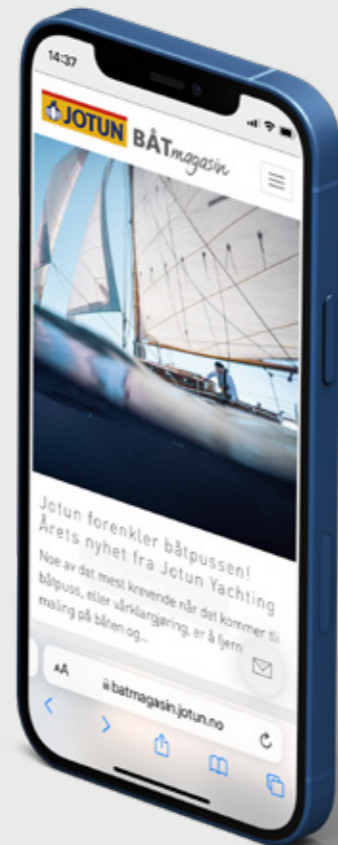 14:37
JOTUN BÅTmagasin
Jotun forenkler båtpussen!
Årets nyhet fra Jotun Yachting
Noe av det mest krevende når det kommer til
båtpuss, eller vårklargjøring, er å fjern
maling på båten og...
AA batmagasin.jotun.no